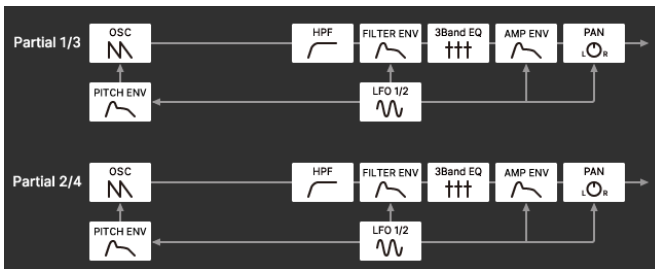 Partial 1/3
OSC
HPF
FILTER ENV
3Band EQ
AMP ENV
PAN
L R
PITCH ENV
LFO 1/2
Partial 2/4
OSC
HPF
FILTER ENV
3Band EQ
AMP ENV
PAN
L R
PITCH ENV
LFO 1/2